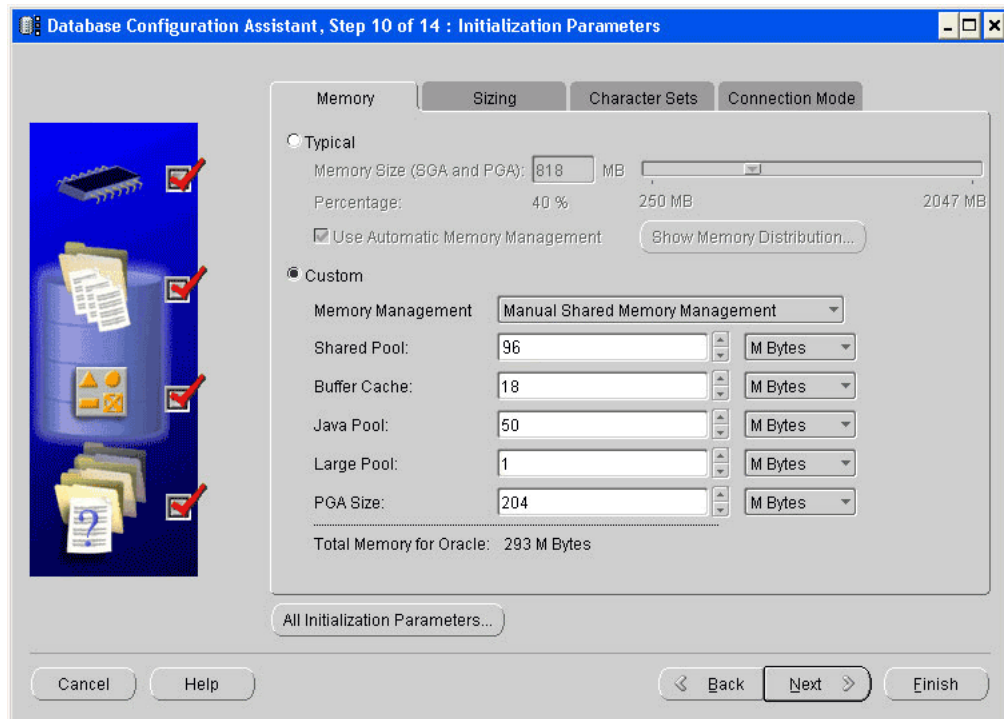 Database Configuration Assistant, Step 10 of 14 : Initialization Parameters
Memory Sizing Character Sets Connection Mode
Typical
Memory Size (SGA and PGA): 818 MB
Percentage: 40 % 250 MB 2047 MB
Use Automatic Memory Management Show Memory Distribution...
Custom
Memory Management Manual Shared Memory Management
Shared Pool: 96 M Bytes
Buffer Cache: 18 M Bytes
Java Pool: 50 M Bytes
Large Pool: 1 M Bytes
PGA Size: 204 M Bytes
Total Memory for Oracle: 293 M Bytes
?
All Initialization Parameters...
Cancel Help Back Next Finish